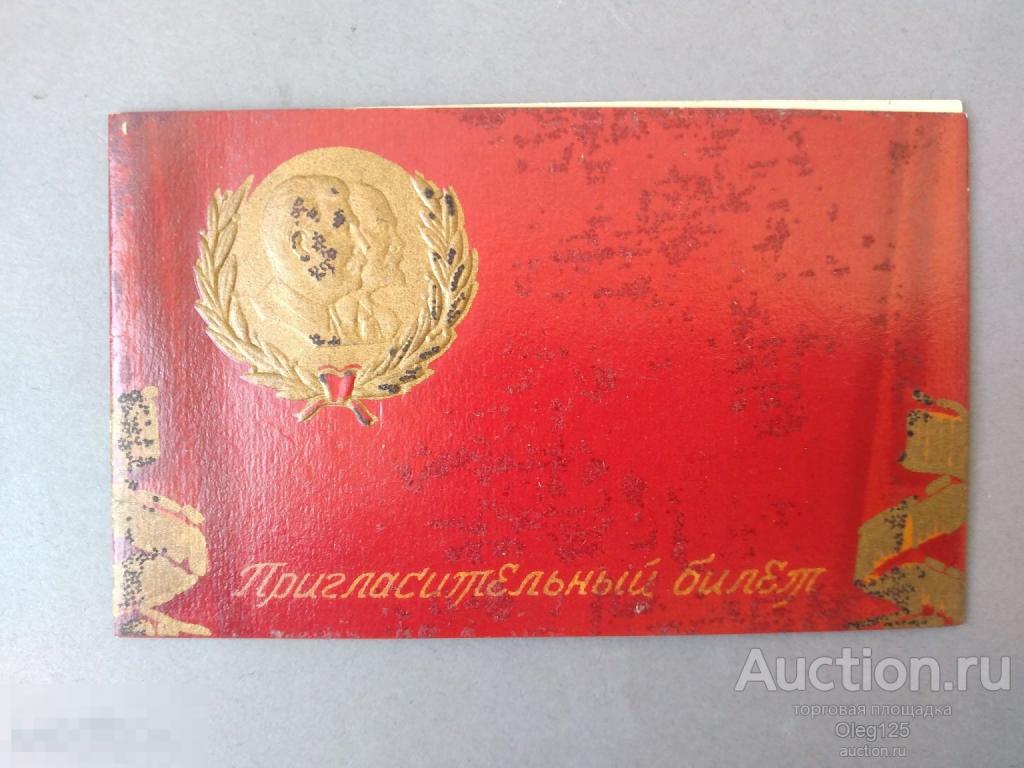 Пригласительный билет
Auction.ru
торговая площадка
Oleg125
auction.ru